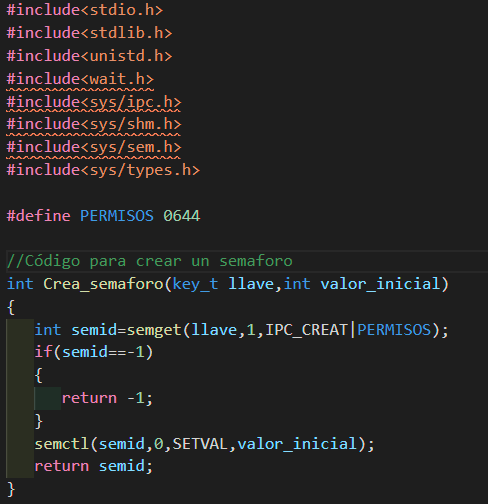 #include<stdio.h>
#include<stdlib.h>
#include<unistd.h>
#include<wait.h>
#include<sys/ipc.h>
#include<sys/shm.h>
#include<sys/sem.h>
#include<sys/types.h>

#define PERMISOS 0644

//Código para crear un semaforo
int Crea_semaforo(key_t llave,int valor_inicial)
{
    int semid=semget(llave,1,IPC_CREAT|PERMISOS);
    if(semid==-1)
    {
        return -1;
    }
    semctl(semid,0,SETVAL,valor_inicial);
    return semid;
}